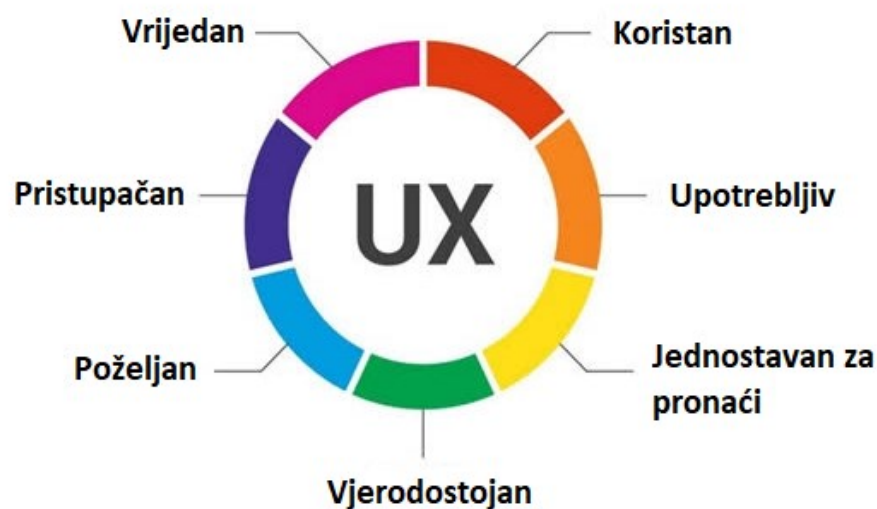 Vrijedan
Koristan
Pristupačan
UX
Upotrebljiv
Poželjan
Jednostavan za
pronaći
Vjerodostojan